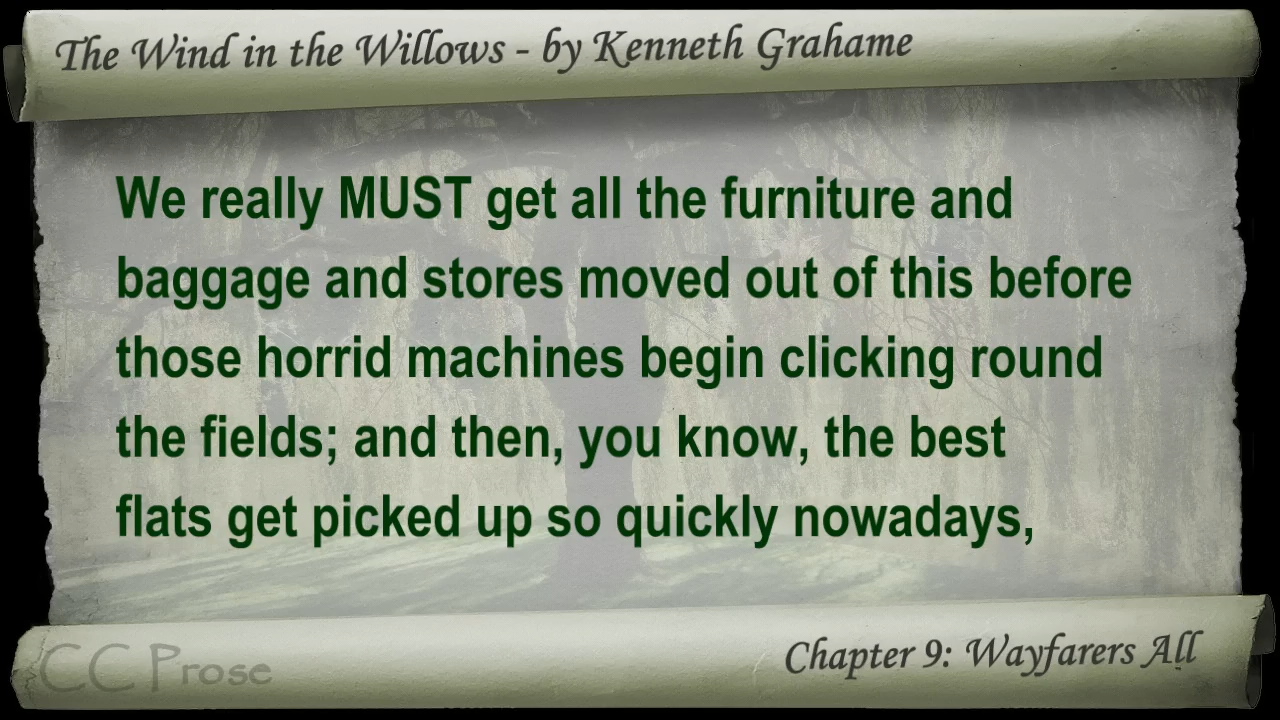 The Wind in the Willows - by Kenneth Grahame
We really MUST get all the furniture and
baggage and stores moved out of this before
those horrid machines begin clicking round
the fields; and then, you know, the best
flats get picked up so quickly nowadays,
CC Prose
Chapter 9: Wayfarers All